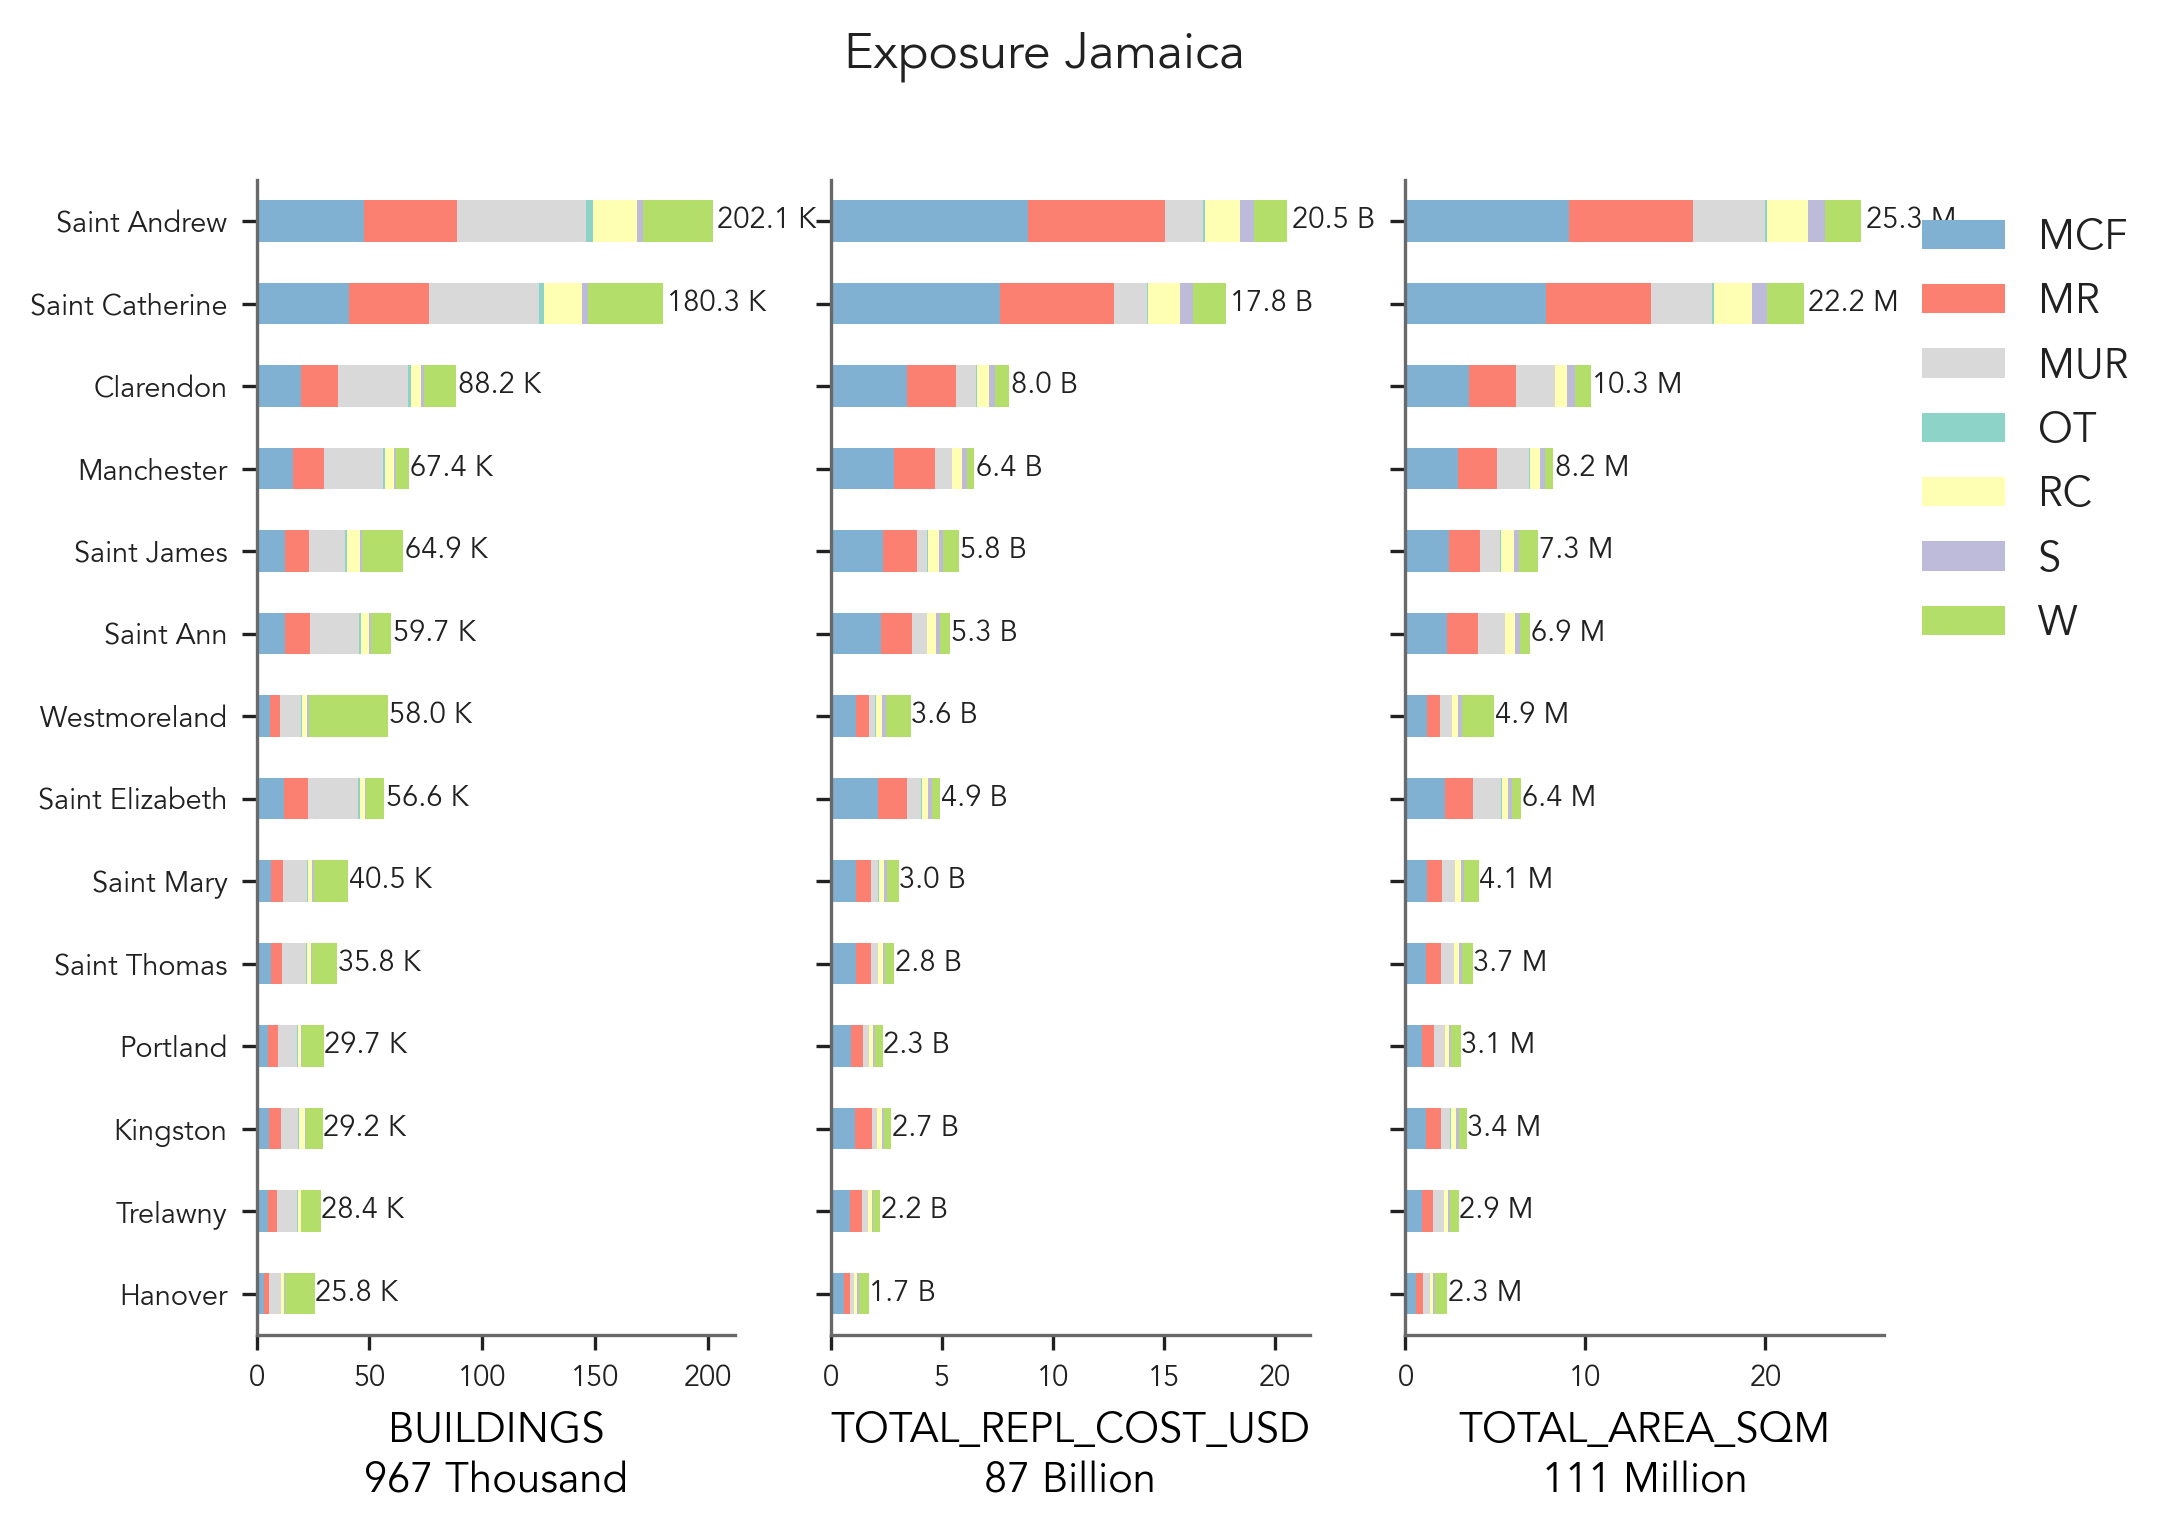 Exposure Jamaica
Saint Andrew
Saint Catherine
Clarendon
Manchester
Saint James
Saint Ann
Westmoreland
Saint Elizabeth
Saint Mary
Saint Thomas
Portland
Kingston
Trelawny
Hanover
202.1 K
180.3 K
88.2 K
67.4 K
64.9 K
59.7 K
58.0 K
56.6 K
40.5 K
35.8 K
29.7 K
29.2 K
28.4 K
25.8 K
0 50 100 150 200
BUILDINGS
967 Thousand
20.5 B
17.8 B
8.0 B
6.4 B
5.8 B
5.3 B
3.6 B
4.9 B
3.0 B
2.8 B
2.3 B
2.7 B
2.2 B
1.7 B
0 5 10 15 20
TOTAL_REPL_COST_USD
87 Billion
25.3 M
22.2 M
10.3 M
8.2 M
7.3 M
6.9 M
4.9 M
6.4 M
4.1 M
3.7 M
3.1 M
3.4 M
2.9 M
2.3 M
0 10 20
TOTAL_AREA_SQM
111 Million
MCF
MR
MUR
OT
RC
S
W